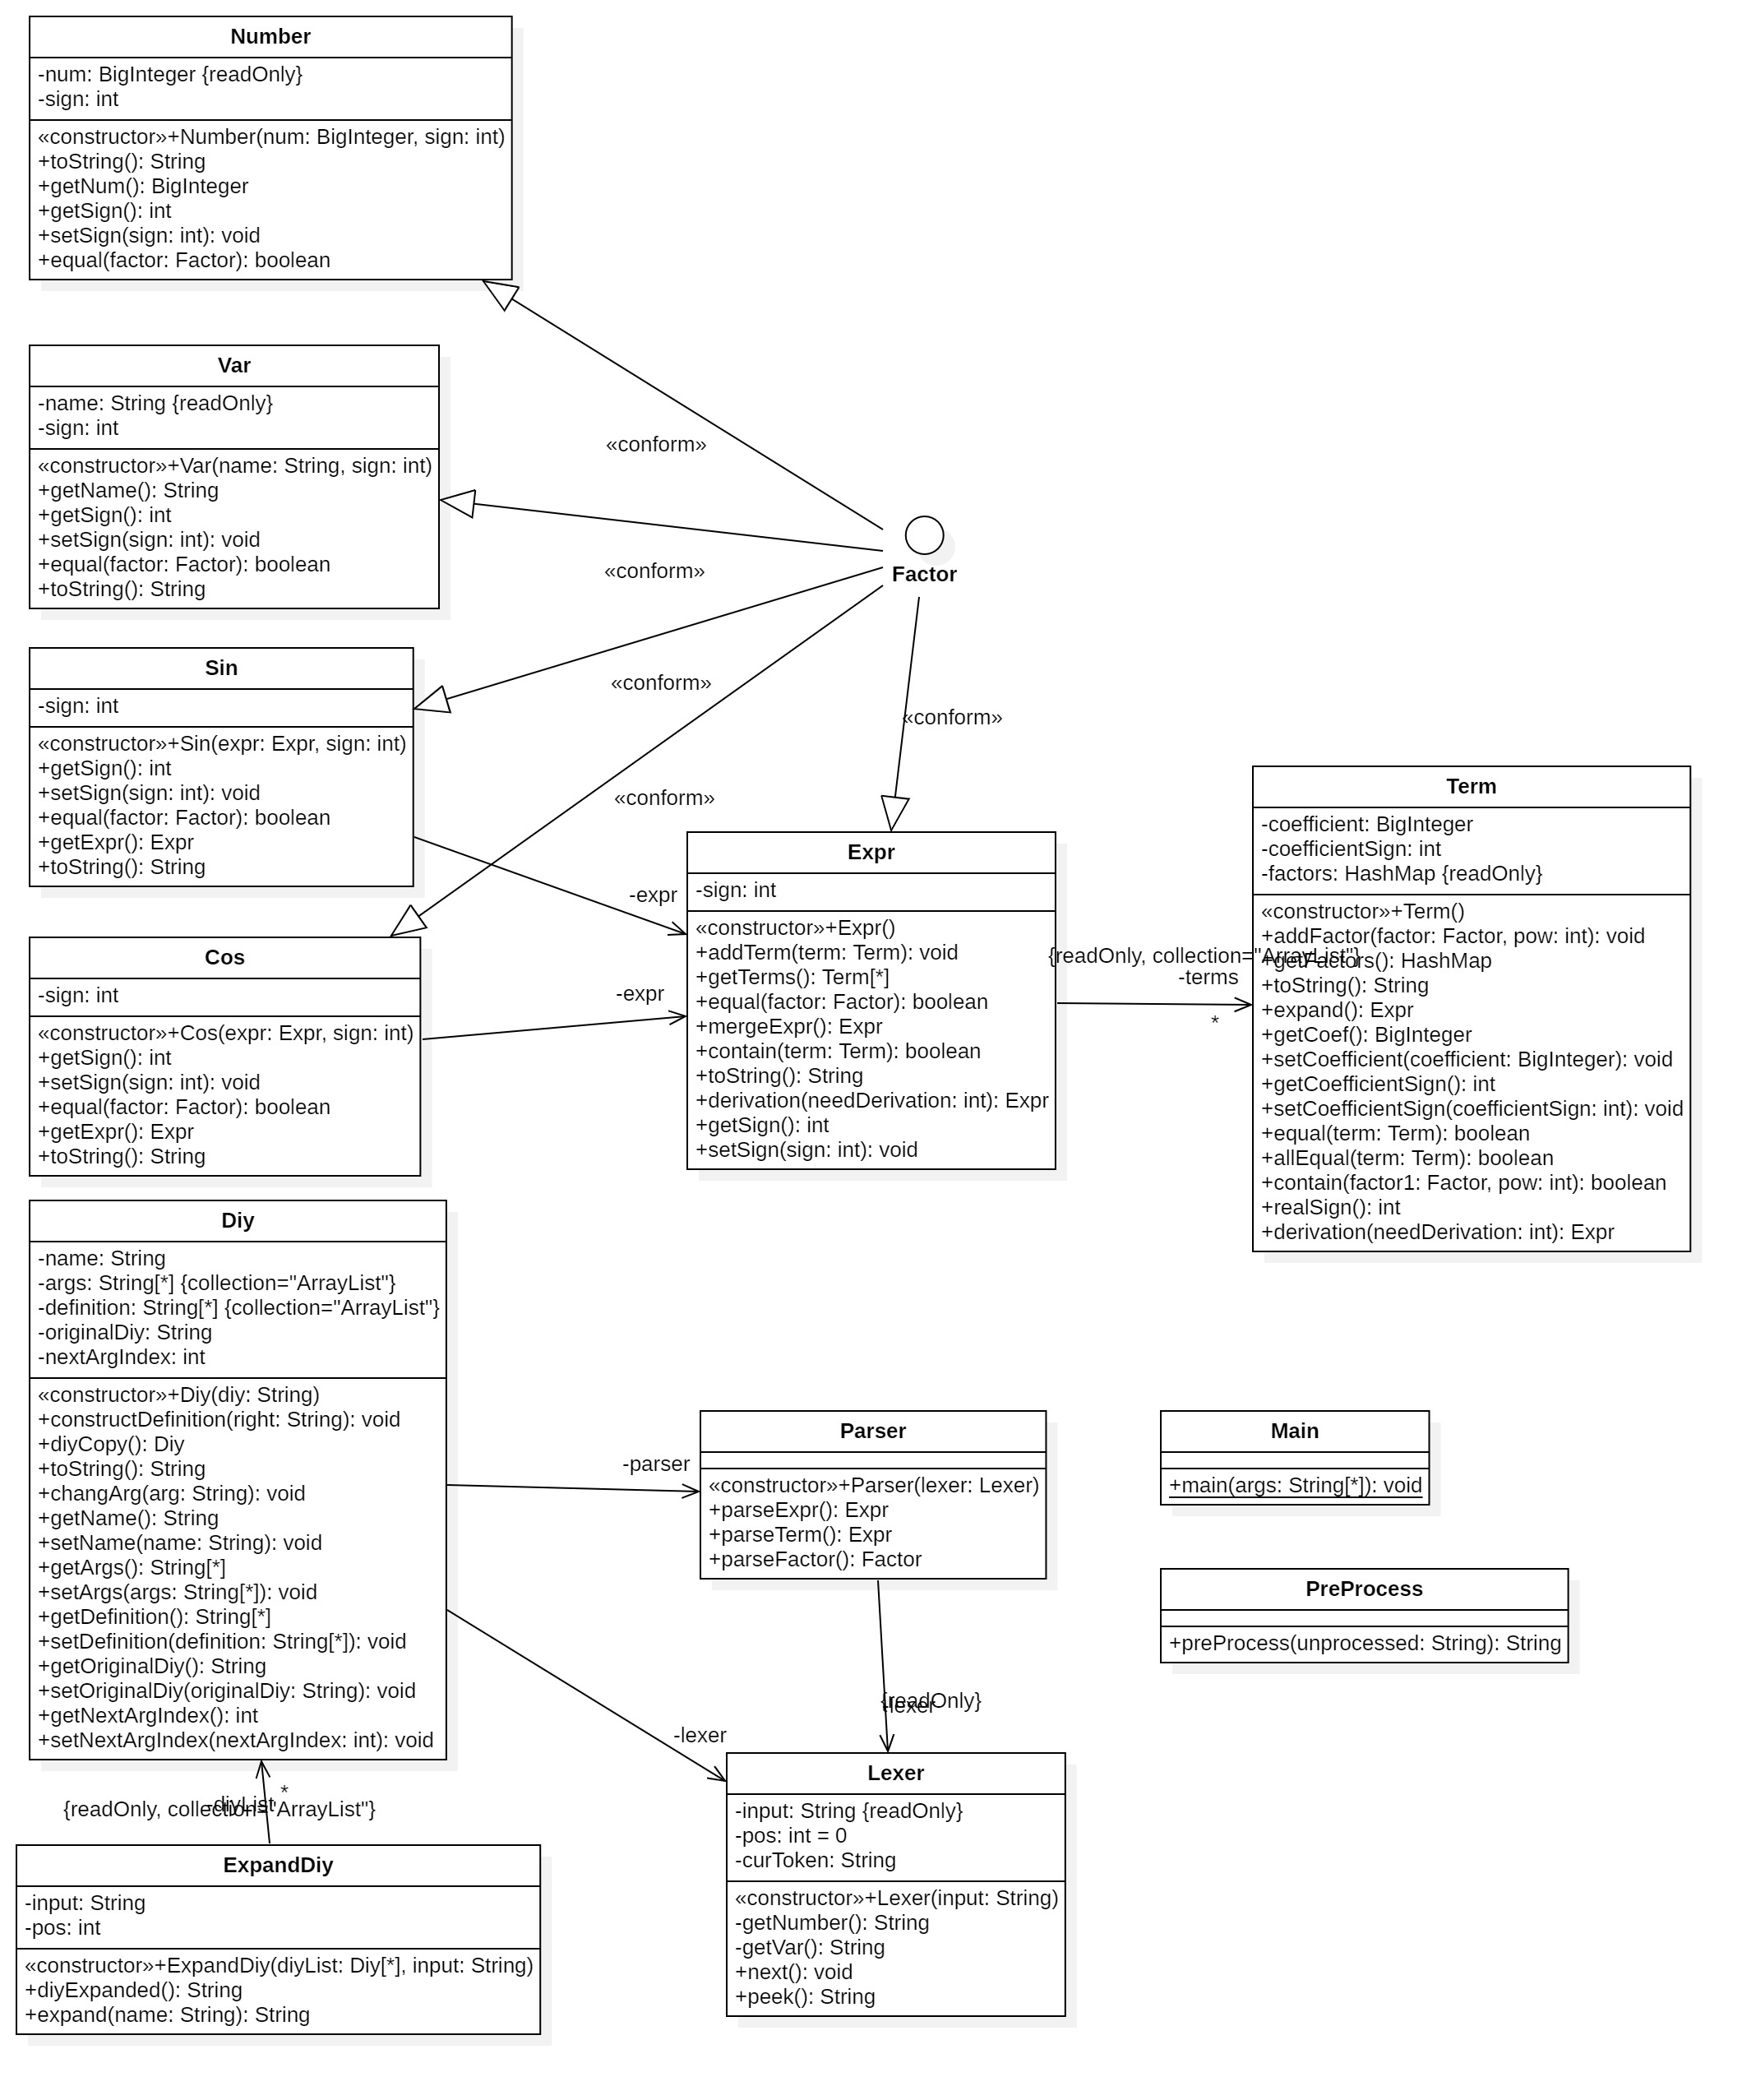 Number
-num: BigInteger {readOnly}
-sign: int
«constructor»+Number(num: BigInteger, sign: int)
+toString(): String
+getNum(): BigInteger
+getSign(): int
+setSign(sign: int): void
+equal(factor: Factor): boolean
Var
-name: String {readOnly}
-sign: int
«constructor»+Var(name: String, sign: int)
+getName(): String
+getSign(): int
+setSign(sign: int): void
+equal(factor: Factor): boolean
+toString(): String
«conform»
«conform»
«conform»
«conform»
«conform»
Factor
Sin
-sign: int
«constructor»+Sin(expr: Expr, sign: int)
+getSign(): int
+setSign(sign: int): void
+equal(factor: Factor): boolean
+getExpr(): Expr
+toString(): String
-expr
Cos
-sign: int
«constructor»+Cos(expr: Expr, sign: int)
+getSign(): int
+setSign(sign: int): void
+equal(factor: Factor): boolean
+getExpr(): Expr
+toString(): String
-expr
Expr
-sign: int
«constructor»+Expr()
+addTerm(term: Term): void
+getTerms(): Term[*]
+equal(factor: Factor): boolean
+mergeExpr(): Expr
+contain(term: Term): boolean
+toString(): String
+derivation(needDerivation: int): Expr
+getSign(): int
+setSign(sign: int): void
{readOnly, collection="ArrayList"}
-terms
*
Term
-coefficient: BigInteger
-coefficientSign: int
-factors: HashMap {readOnly}
«constructor»+Term()
+addFactor(factor: Factor, pow: int): void
+getFactors(): HashMap
+toString(): String
+expand(): Expr
+getCoef(): BigInteger
+setCoefficient(coefficient: BigInteger): void
+getCoefficientSign(): int
+setCoefficientSign(coefficientSign: int): void
+equal(term: Term): boolean
+allEqual(term: Term): boolean
+contain(factor1: Factor, pow: int): boolean
+realSign(): int
+derivation(needDerivation: int): Expr
Diy
-name: String
-args: String[*] {collection="ArrayList"}
-definition: String[*] {collection="ArrayList"}
-originalDiy: String
-nextArgIndex: int
«constructor»+Diy(diy: String)
+constructDefinition(right: String): void
+diyCopy(): Diy
+toString(): String
+changArg(arg: String): void
+getName(): String
+setName(name: String): void
+getArgs(): String[*]
+setArgs(args: String[*]): void
+getDefinition(): String[*]
+setDefinition(definition: String[*]): void
+getOriginalDiy(): String
+setOriginalDiy(originalDiy: String): void
+getNextArgIndex(): int
+setNextArgIndex(nextArgIndex: int): void
-parser
-lexer
Parser
«constructor»+Parser(lexer: Lexer)
+parseExpr(): Expr
+parseTerm(): Expr
+parseFactor(): Factor
{readOnly}
-lexer
Main
+main(args: String[*]): void
PreProcess
+preProcess(unprocessed: String): String
*
-diyList
{readOnly, collection="ArrayList"}
ExpandDiy
-input: String
-pos: int
«constructor»+ExpandDiy(diyList: Diy[*], input: String)
+diyExpanded(): String
+expand(name: String): String
Lexer
-input: String {readOnly}
-pos: int = 0
-curToken: String
«constructor»+Lexer(input: String)
-getNumber(): String
-getVar(): String
+next(): void
+peek(): String